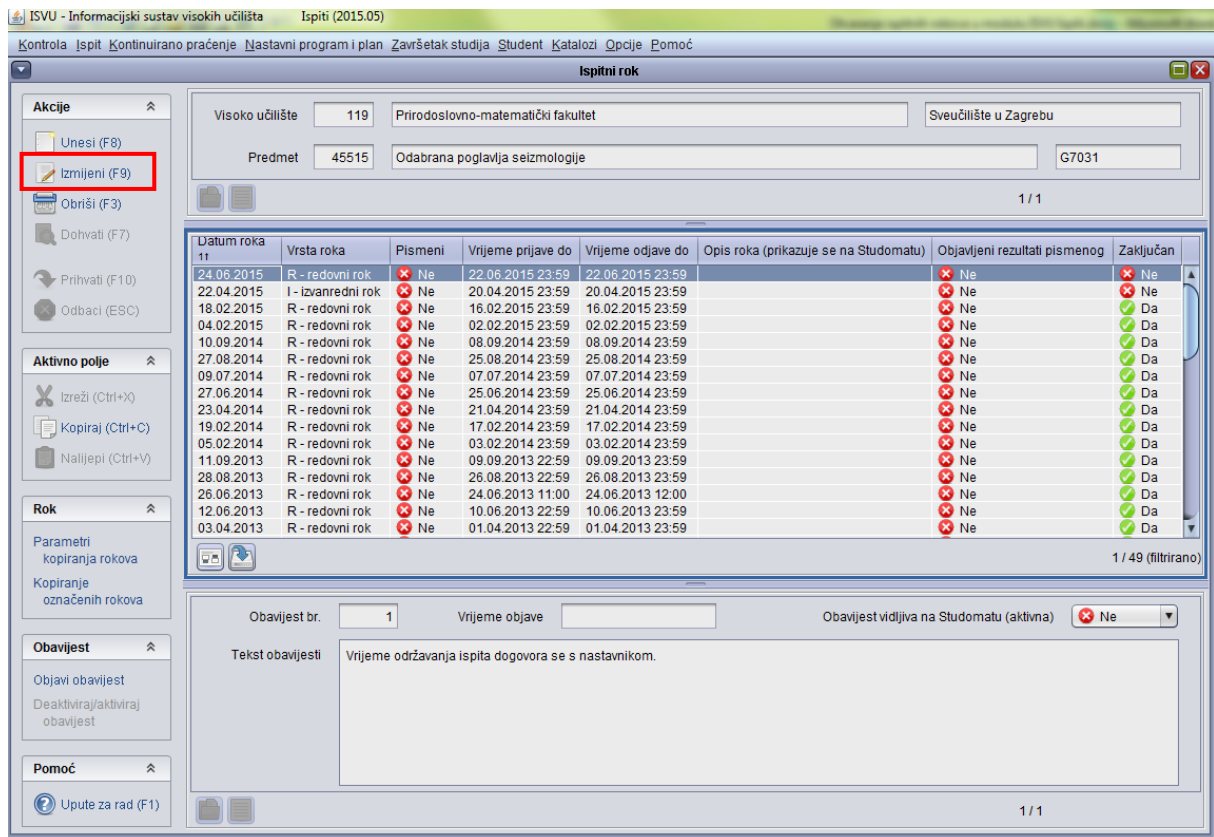 ISVU - Informacijski sustav visokih učilišta Ispiti (2015.05)
Kontrola Ispit Kontinuirano praćenje Nastavni program i plan Završetak studija Student Katalozi Opcije Pomoć
Ispitni rok
Akcije
Unesi (F8)
Izmijeni (F9)
Obriši (F3)
Dohvati (F7)
Prihvati (F10)
Odbaci (ESC)
Aktivno polje
Izreži (Ctrl+X)
Kopiraj (Ctrl+C)
Nalijepi (Ctrl+V)
Rok
Parametri
kopiranja rokova
Kopiranje
označenih rokova
Obavijest
Objavi obavijest
Deaktiviraj/aktiviraj
obavijest
Pomoć
Upute za rad (F1)
Visoko učilište 119 Prirodoslovno-matematički fakultet Sveučilište u Zagrebu
Predmet 45515 Odabrana poglavlja seizmologije G7031
1 / 1
Datum roka Vrsta roka Pismeni Vrijeme prijave do Vrijeme odjave do Opis roka (prikazuje se na Studomatu) Objavljeni rezultati pismenog Zaključan
24.06.2015 R - redovni rok Ne 22.06.2015 23:59 22.06.2015 23:59 Ne Ne
22.04.2015 I - izvanredni rok Ne 20.04.2015 23:59 20.04.2015 23:59 Ne Ne
18.02.2015 R - redovni rok Ne 16.02.2015 23:59 16.02.2015 23:59 Ne Da
04.02.2015 R - redovni rok Ne 02.02.2015 23:59 02.02.2015 23:59 Ne Da
10.09.2014 R - redovni rok Ne 08.09.2014 23:59 08.09.2014 23:59 Ne Da
27.08.2014 R - redovni rok Ne 25.08.2014 23:59 25.08.2014 23:59 Ne Da
09.07.2014 R - redovni rok Ne 07.07.2014 23:59 07.07.2014 23:59 Ne Da
27.06.2014 R - redovni rok Ne 25.06.2014 23:59 25.06.2014 23:59 Ne Da
23.04.2014 R - redovni rok Ne 21.04.2014 23:59 21.04.2014 23:59 Ne Da
19.02.2014 R - redovni rok Ne 17.02.2014 23:59 17.02.2014 23:59 Ne Da
05.02.2014 R - redovni rok Ne 03.02.2014 23:59 03.02.2014 23:59 Ne Da
11.09.2013 R - redovni rok Ne 09.09.2013 22:59 09.09.2013 23:59 Ne Da
28.08.2013 R - redovni rok Ne 26.08.2013 22:59 26.08.2013 23:59 Ne Da
26.06.2013 R - redovni rok Ne 24.06.2013 11:00 24.06.2013 12:00 Ne Da
12.06.2013 R - redovni rok Ne 10.06.2013 22:59 10.06.2013 23:59 Ne Da
03.04.2013 R - redovni rok Ne 01.04.2013 22:59 01.04.2013 23:59 Ne Da
1 / 49 (filtrirano)
Obavijest br. 1 Vrijeme objave Obavijest vidljiva na Studomatu (aktivna) Ne
Tekst obavijesti Vrijeme održavanja ispita dogovora se s nastavnikom.
1 / 1